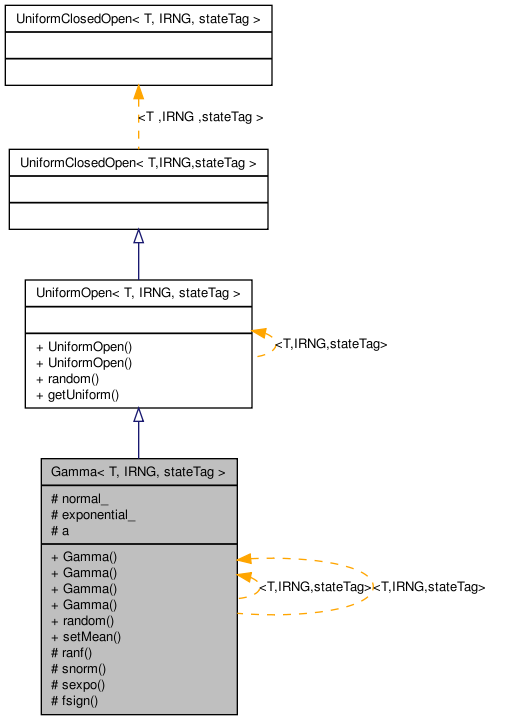 UniformClosedOpen< T, IRNG, stateTag >
<T ,IRNG ,stateTag >
UniformClosedOpen< T,IRNG,stateTag >
UniformOpen< T, IRNG, stateTag >
+ UniformOpen()
+ UniformOpen()
+ random()
+ getUniform()
<T,IRNG,stateTag>
Gamma< T, IRNG, stateTag >
# normal_
# exponential_
# a
+ Gamma()
+ Gamma()
+ Gamma()
+ Gamma()
+ random()
+ setMean()
# ranf()
# snorm()
# sexpo()
# fsign()
<T,IRNG,stateTag>
<T,IRNG,stateTag>